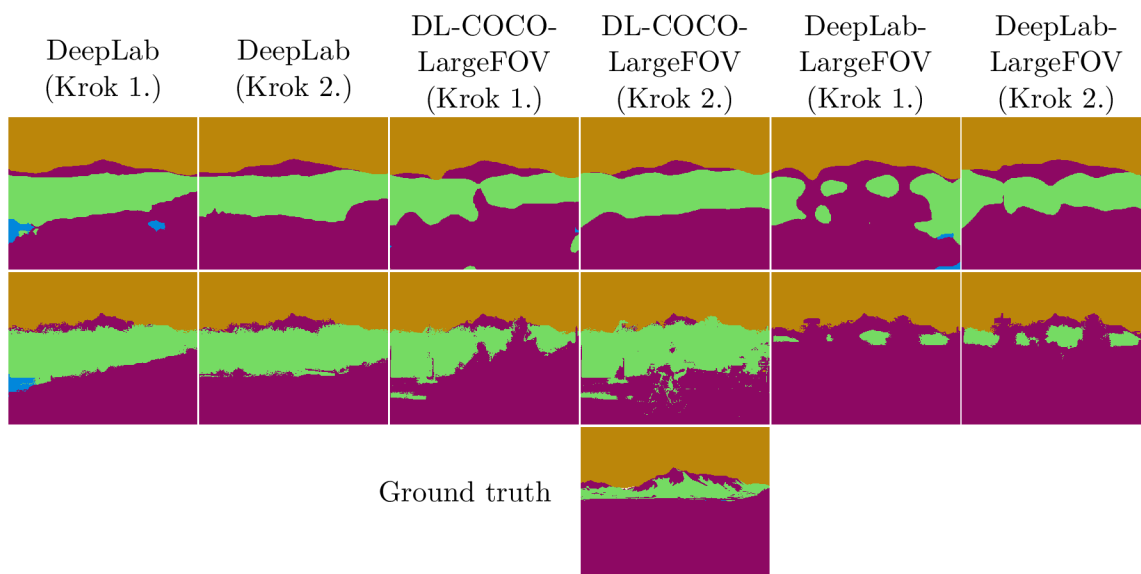 DeepLab
(Krok 1.)
DeepLab
(Krok 2.)
DL-COCO-
LargeFOV
(Krok 1.)
DL-COCO-
LargeFOV
(Krok 2.)
DeepLab-
LargeFOV
(Krok 1.)
DeepLab-
LargeFOV
(Krok 2.)
Ground truth